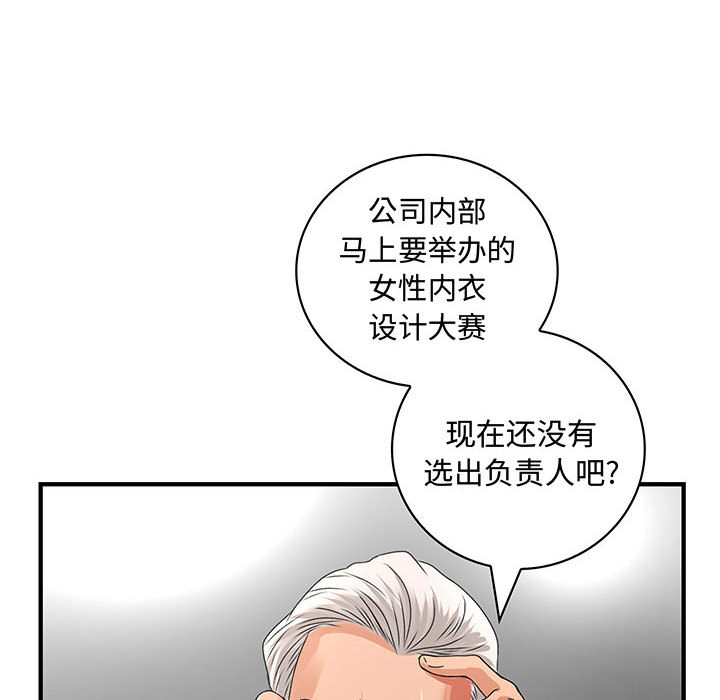 公司内部
马上要举办的
女性内衣
设计大赛
现在还没有
选出负责人吧?